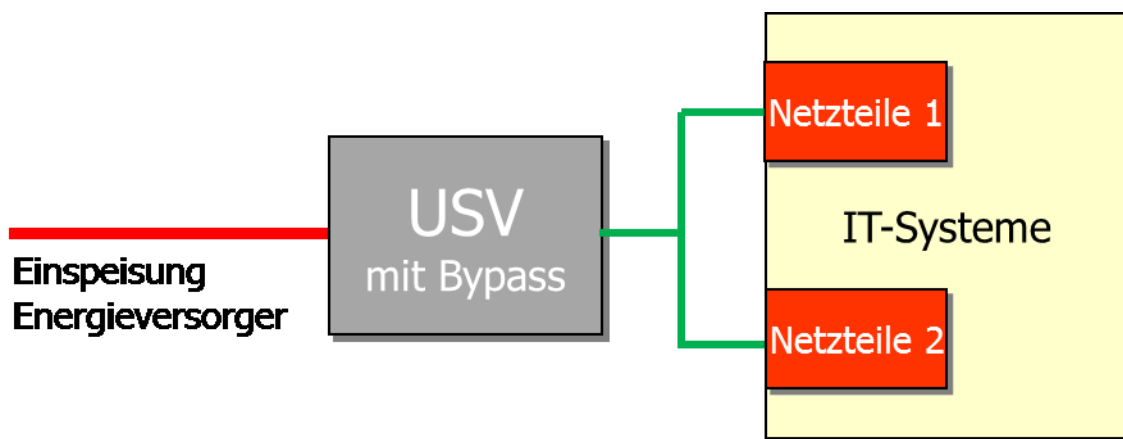 Einspeisung
Energieversorger
USV
mit Bypass
Netzteile 1
IT-Systeme
Netzteile 2